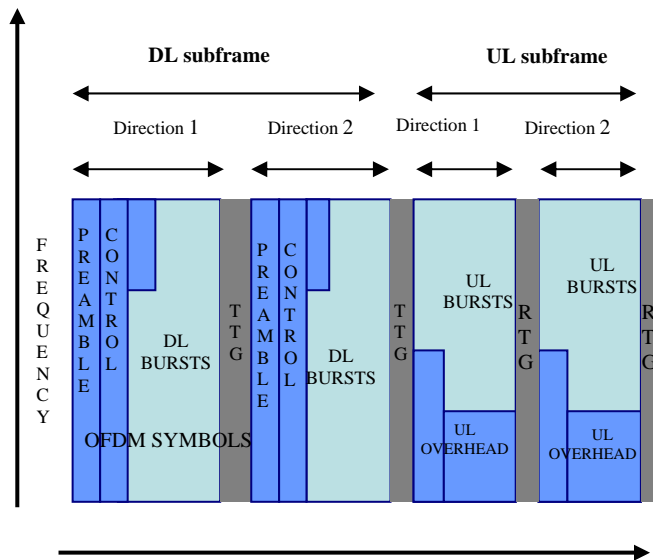 DL subframe
UL subframe
Direction 1
Direction 2
Direction 1
Direction 2
FREQUENCY
PREAMBLE
CONTROL
DL
BURSTS
TTG
PREAMBLE
CONTROL
DL
BURSTS
TTG
UL
BURSTS
RTG
UL
BURSTS
RTG
OFDM SYMBOLS
UL
OVERHEAD
UL
OVERHEAD